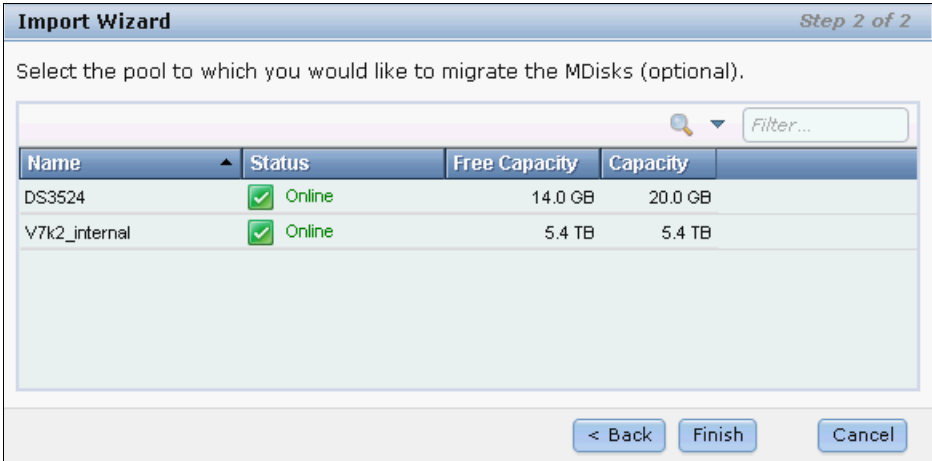 Import Wizard Step 2 of 2
Select the pool to which you would like to migrate the MDisks (optional).
Filter...
Name Status Free Capacity Capacity
DS3524 Online 14.0 GB 20.0 GB
V7k2_internal Online 5.4 TB 5.4 TB
< Back Finish Cancel